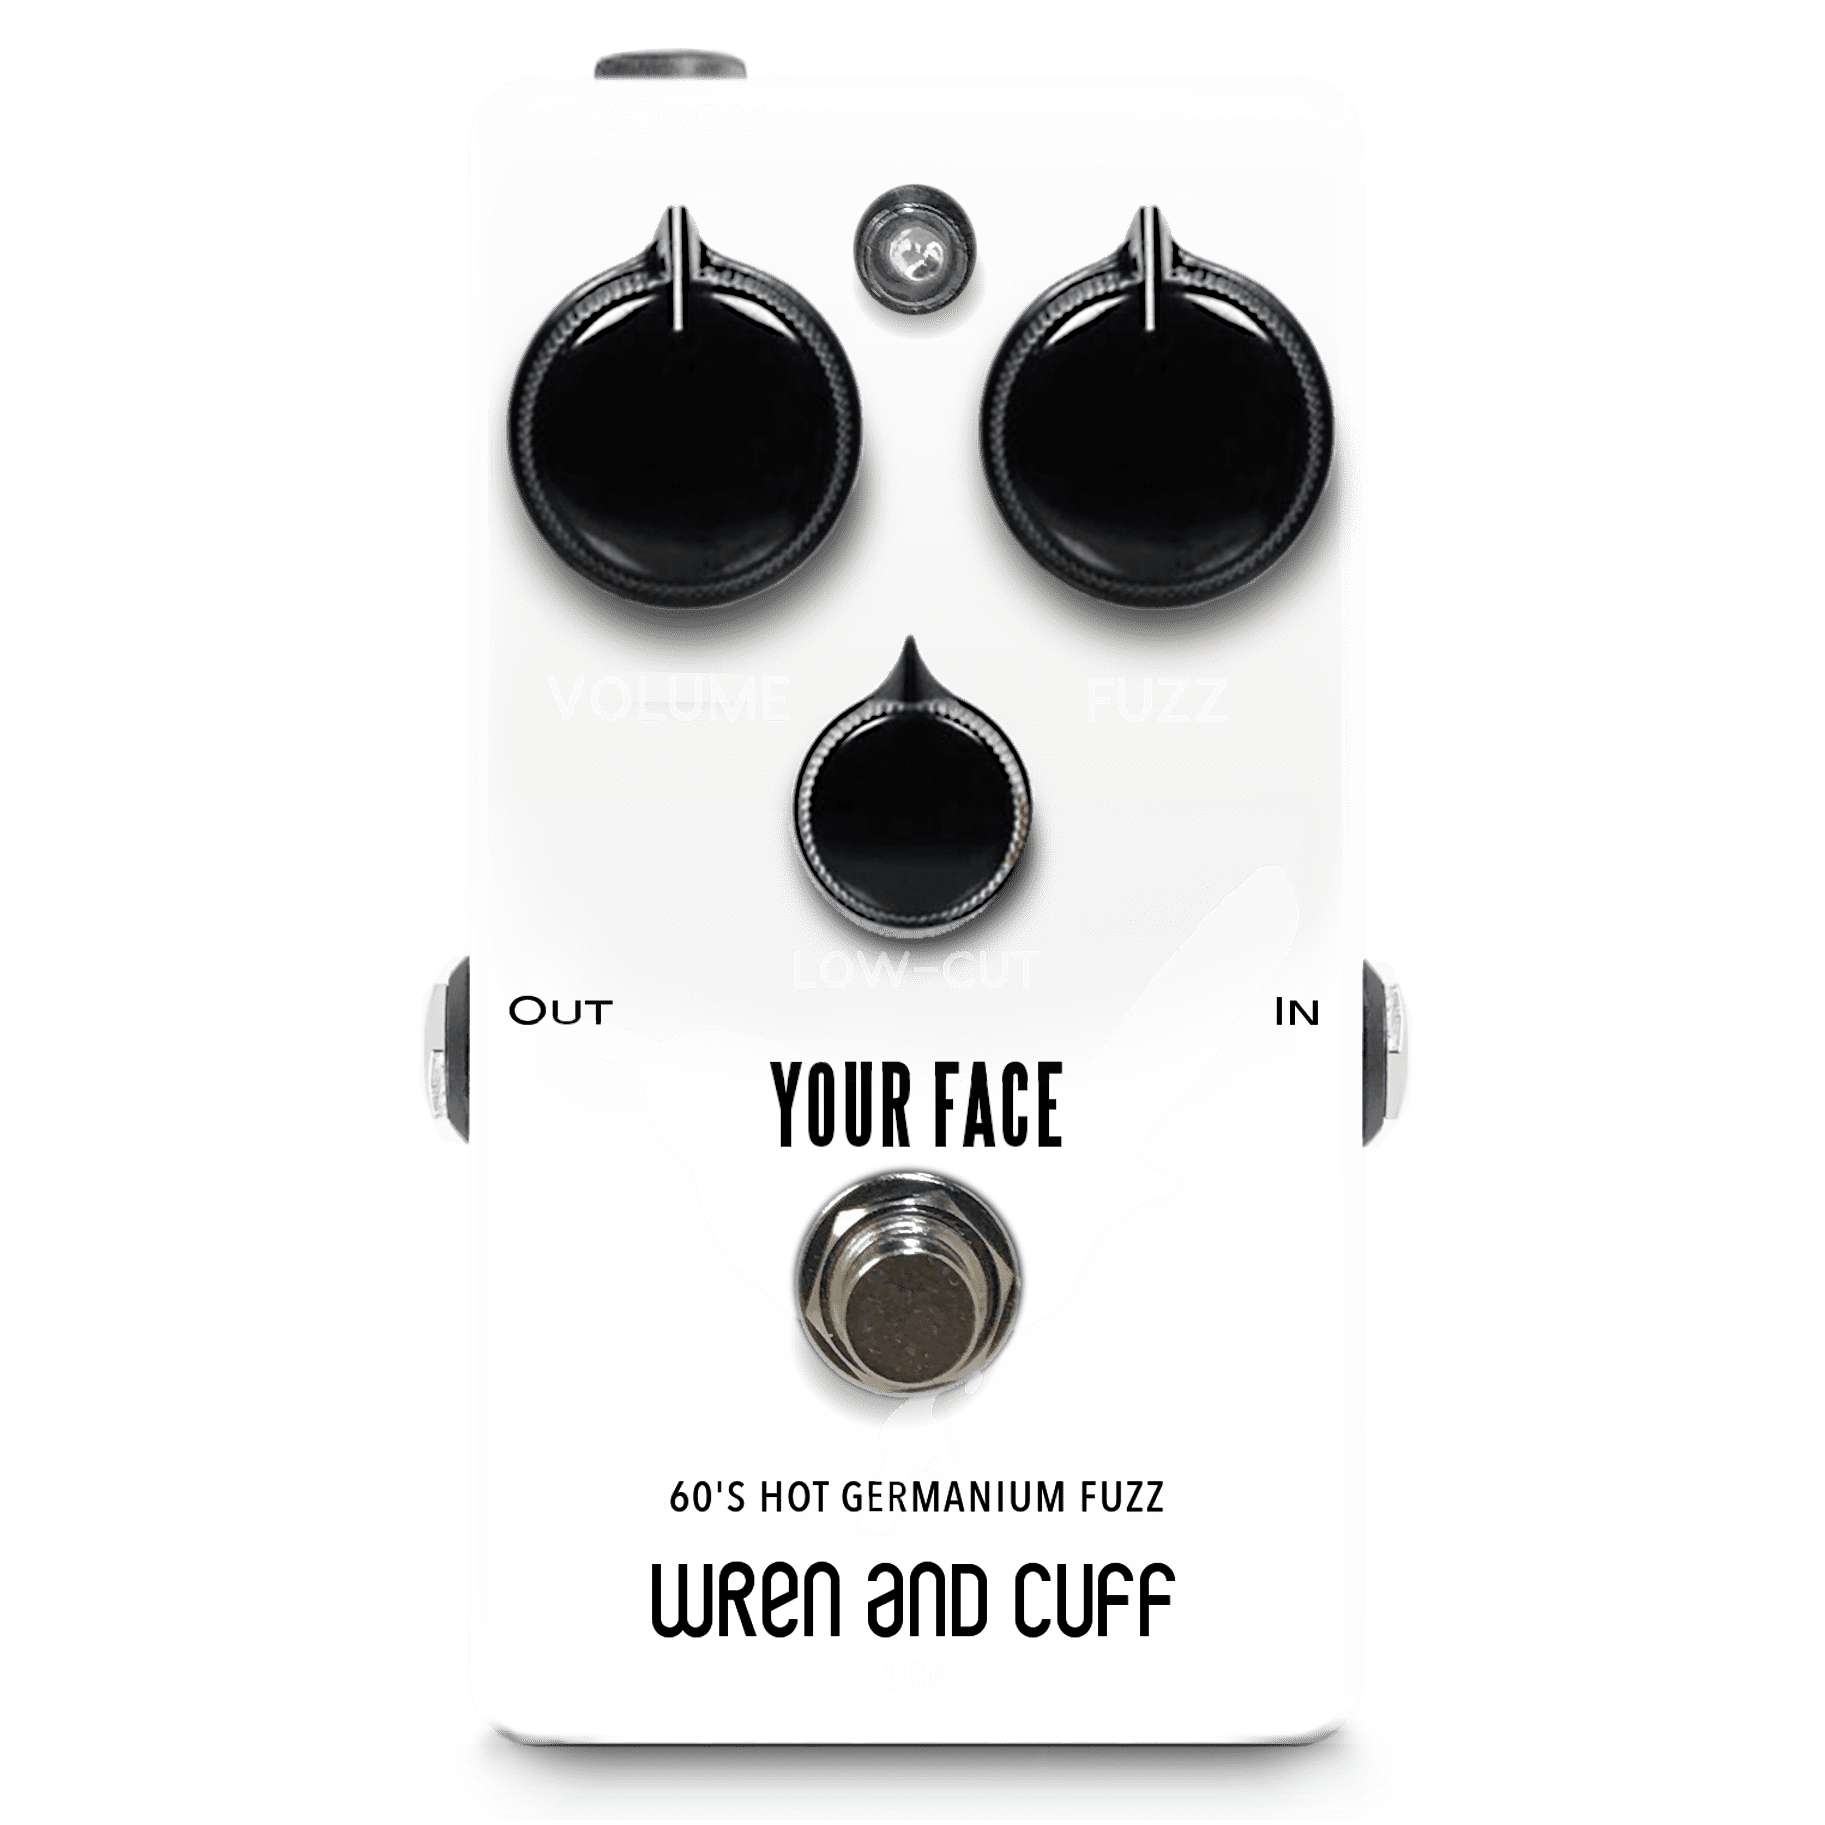 VOLUME
FUZZ
LOW-CUT
OUT
IN
YOUR FACE
60'S HOT GERMANIUM FUZZ
WREN AND CUFF